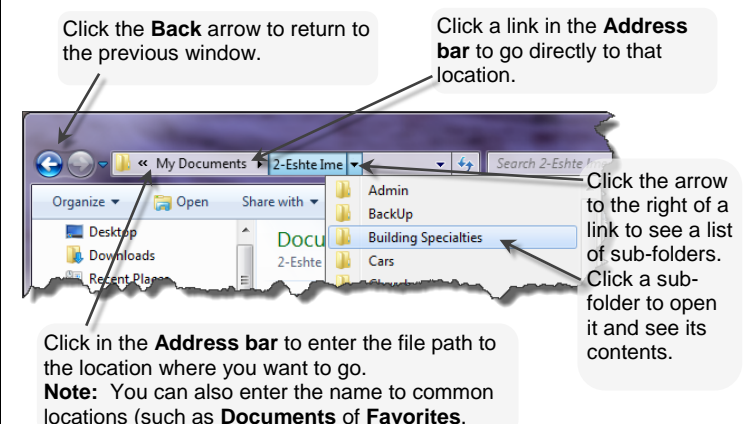 Click the Back arrow to return to
the previous window.
Click a link in the Address
bar to go directly to that
location.
« My Documents 2-Eshte Ime
Search 2-Eshte
Organize Open Share with
Desktop
Downloads
Recent Places
Docu
2-Eshte
Admin
BackUp
Building Specialties
Cars
Click the arrow
to the right of a
link to see a list
of sub-folders.
Click a sub-
folder to open
it and see its
contents.
Click in the Address bar to enter the file path to
the location where you want to go.
Note: You can also enter the name to common
locations (such as Documents of Favorites.